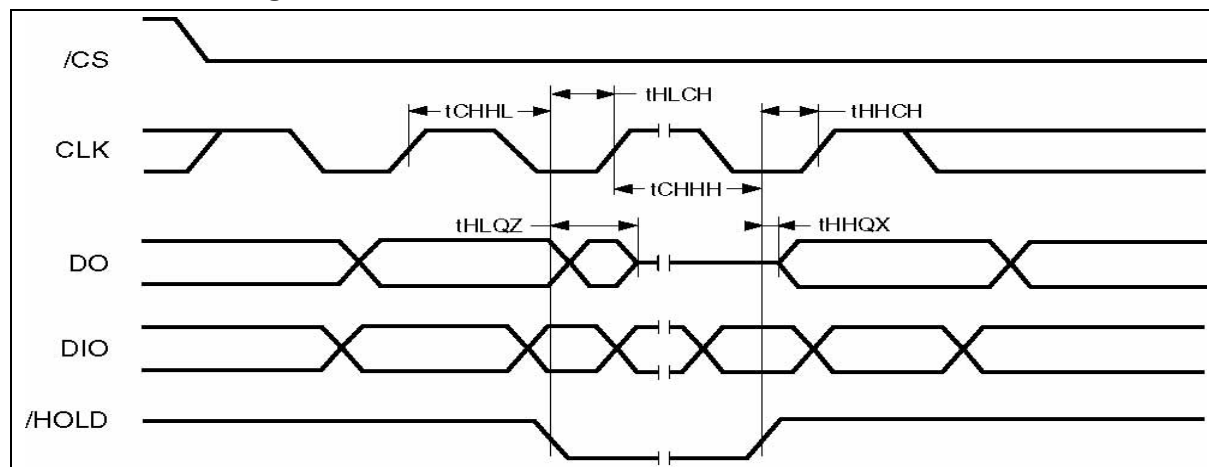 /CS
tCHHL
tHLCH
tHHCH
CLK
tCHHH
tHLQZ
tHHQX
DO
DIO
/HOLD